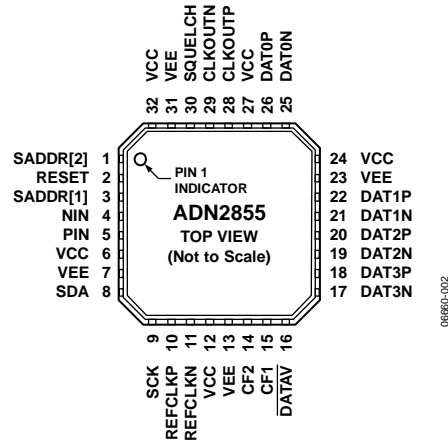 32 VCC
31 VEE
30 SQUELCH
29 CLKOUTN
28 CLKOUTP
27 VCC
26 DAT0P
25 DAT0N
SADDR[2] 1
RESET 2
SADDR[1] 3
NIN 4
PIN 5
VCC 6
VEE 7
SDA 8
PIN 1
INDICATOR
ADN2855
TOP VIEW
(Not to Scale)
24 VCC
23 VEE
22 DAT1P
21 DAT1N
20 DAT2P
19 DAT2N
18 DAT3P
17 DAT3N
SCK 9
REFCLKP 10
REFCLKN 11
VCC 12
VEE 13
CF2 14
CF1 15
DATAV 16
06660-002